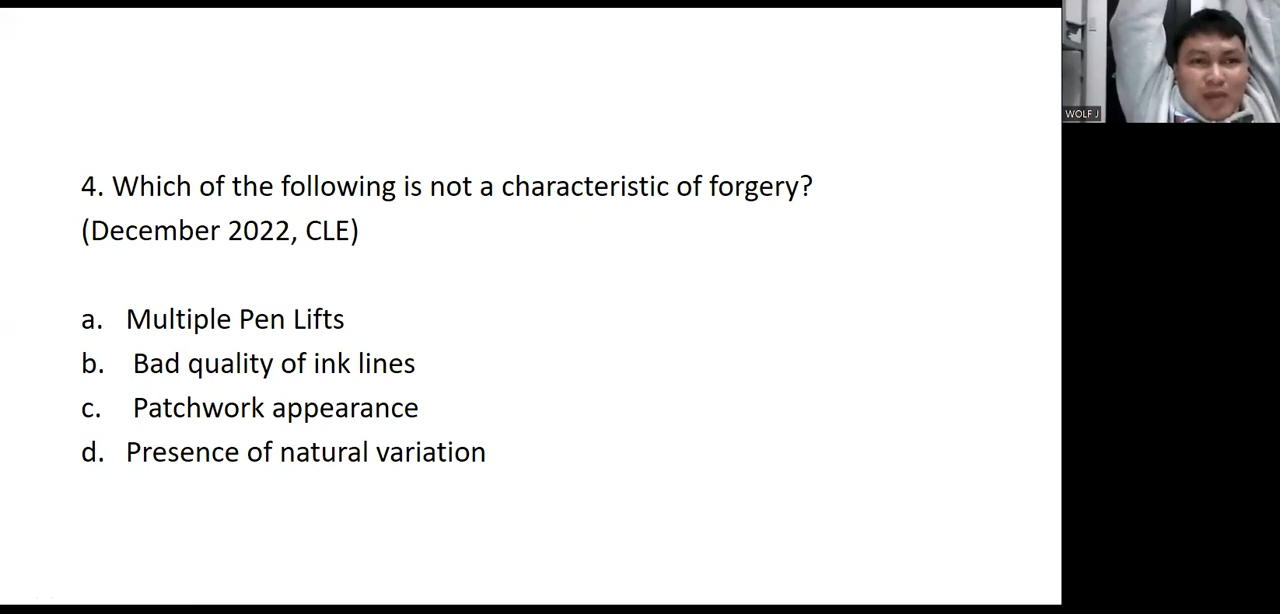 4. Which of the following is not a characteristic of forgery?
(December 2022, CLE)
a. Multiple Pen Lifts
b. Bad quality of ink lines
c. Patchwork appearance
d. Presence of natural variation
WOLF J